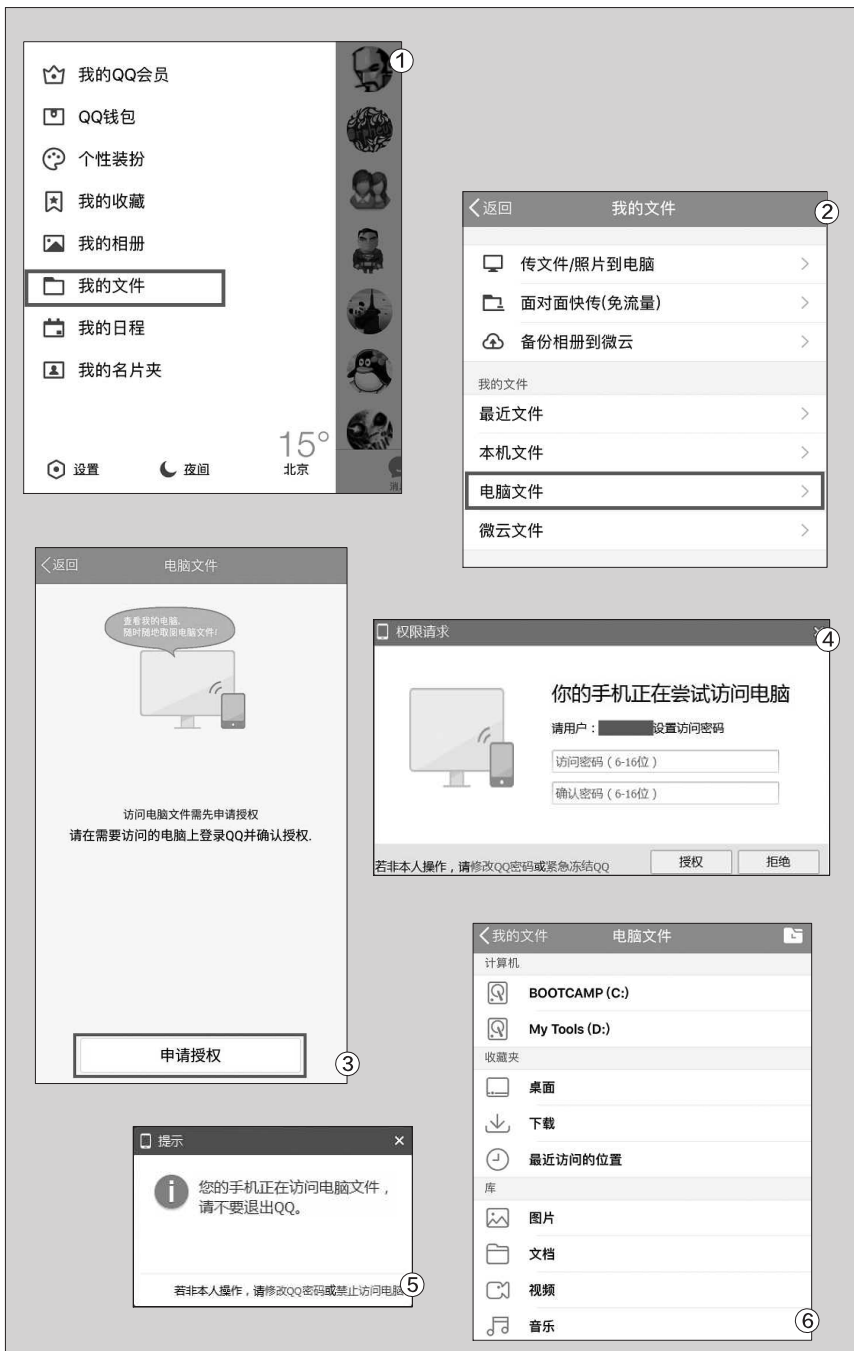 ①
我的QQ会员
QQ钱包
个性装扮
我的收藏
我的相册
我的文件
我的日程
我的名片夹
15°
设置
夜间
北京
②
返回
我的文件
传文件/照片到电脑
面对面快传(免流量)
备份相册到微云
我的文件
最近文件
本机文件
电脑文件
微云文件
返回
电脑文件
查看我的电脑,
随时随地取回电脑文件!
访问电脑文件需先申请授权
请在需要访问的电脑上登录QQ并确认授权.
申请授权
③
权限请求
④
你的手机正在尝试访问电脑
请用户：
设置访问密码
访问密码（6-16位）
确认密码（6-16位）
若非本人操作，请修改QQ密码或紧急冻结QQ
授权
拒绝
提示
您的手机正在访问电脑文件，
请不要退出QQ。
若非本人操作，请修改QQ密码或禁止访问电脑
⑤
我的文件
电脑文件
计算机
BOOTCAMP (C:)
My Tools (D:)
收藏夹
桌面
下载
最近访问的位置
库
图片
文档
视频
音乐
⑥